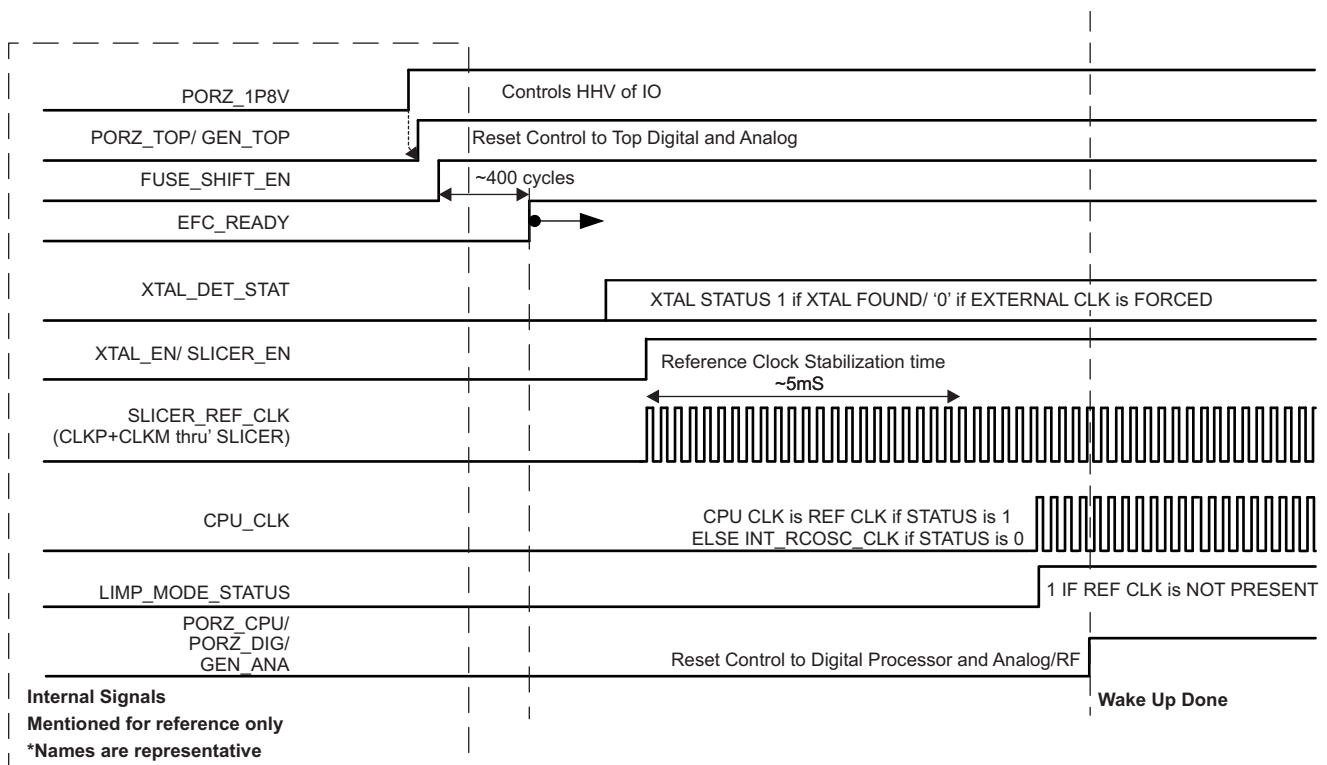 PORZ_1P8V
Controls HHV of IO
PORZ_TOP/ GEN_TOP
Reset Control to Top Digital and Analog
FUSE_SHIFT_EN
~400 cycles
EFC_READY
XTAL_DET_STAT
XTAL STATUS 1 if XTAL FOUND/ ‘0’ if EXTERNAL CLK is FORCED
XTAL_EN/ SLICER_EN
Reference Clock Stabilization time
~5mS
SLICER_REF_CLK
(CLKP+CLKM thru’ SLICER)
CPU_CLK
CPU CLK is REF CLK if STATUS is 1
ELSE INT_RCOSC_CLK if STATUS is 0
LIMP_MODE_STATUS
1 IF REF CLK is NOT PRESENT
PORZ_CPU/
PORZ_DIG/
GEN_ANA
Reset Control to Digital Processor and Analog/RF
Internal Signals
Mentioned for reference only
*Names are representative
Wake Up Done